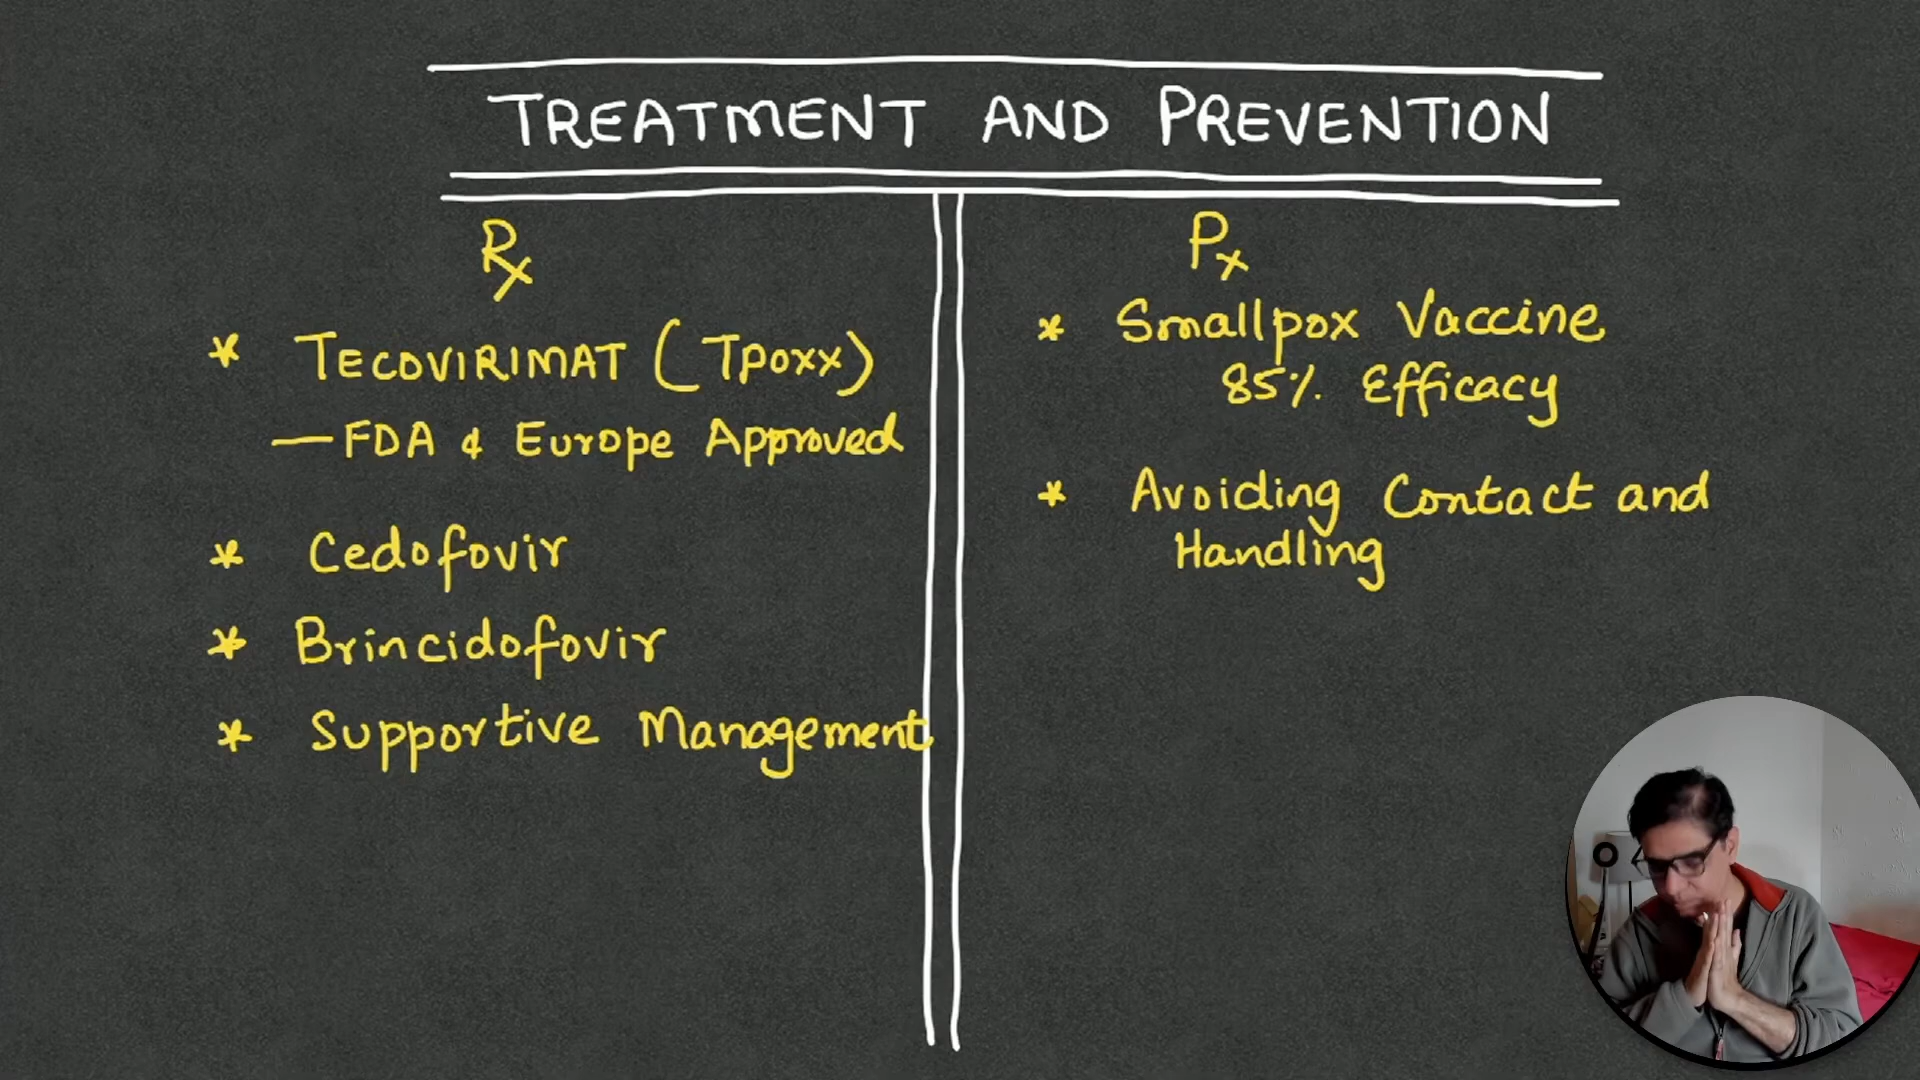 TREATMENT AND PREVENTION
Rx
* TECOVIRIMAT (TPOXX)
— FDA & Europe Approved
* Cedofovir
* Brincidofovir
* Supportive Management
Px
* Smallpox Vaccine
85% Efficacy
* Avoiding Contact and
Handling